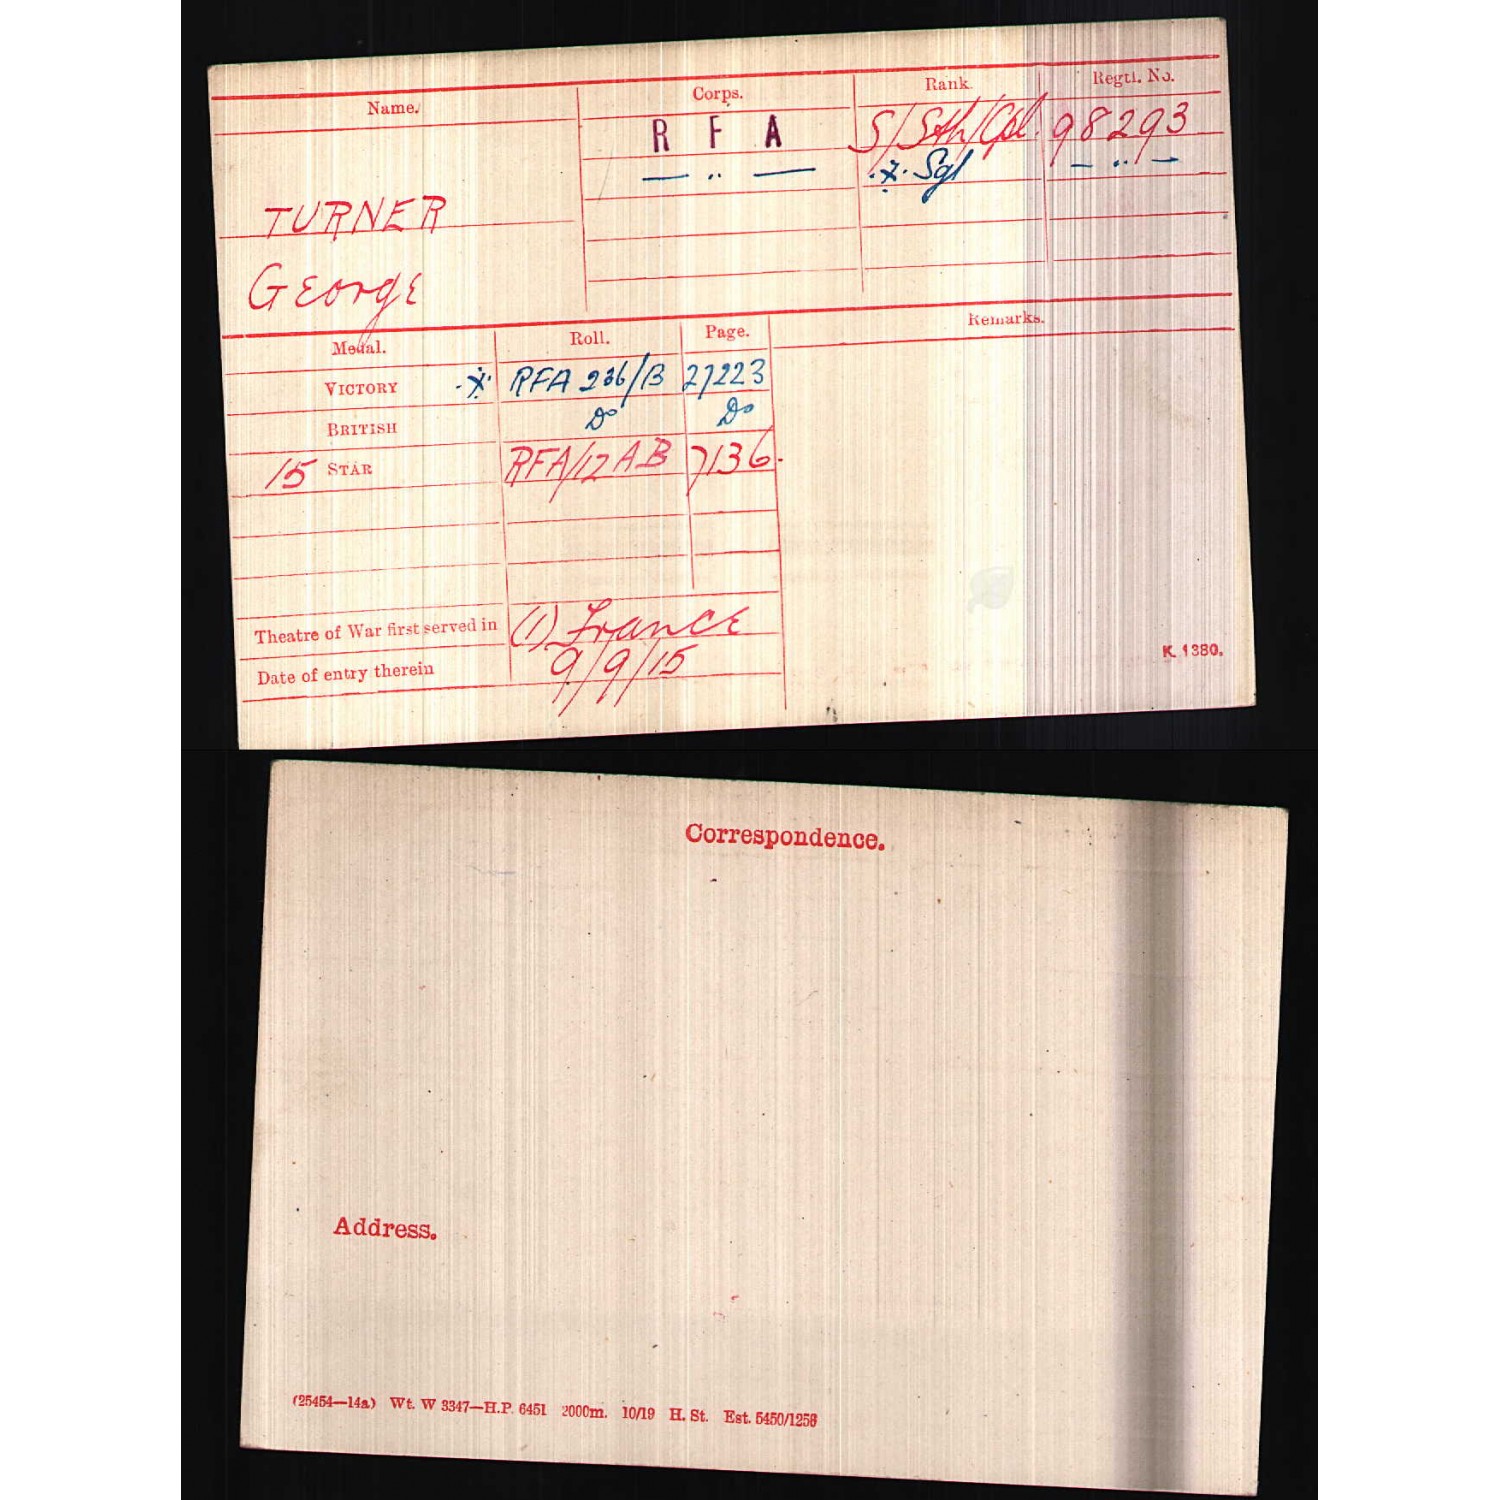 Name.
Corps.
Rank.
Regtl. No.
R F A
S/Sth/Cpl.
98293
— .. —
.x. Sgt
— .. —
TURNER
George
Medal.
Roll.
Page.
Remarks.
VICTORY .x. RFA 236/B 27223
BRITISH Do Do
15 STAR RFA/12AB 7136.
Theatre of War first served in (1) France
Date of entry therein 9/9/15
K. 1380.
Correspondence.
Address.
(25454—14a) Wt. W 3347—H.P. 6451 2000m. 10/19 H. St. Est. 5450/1256